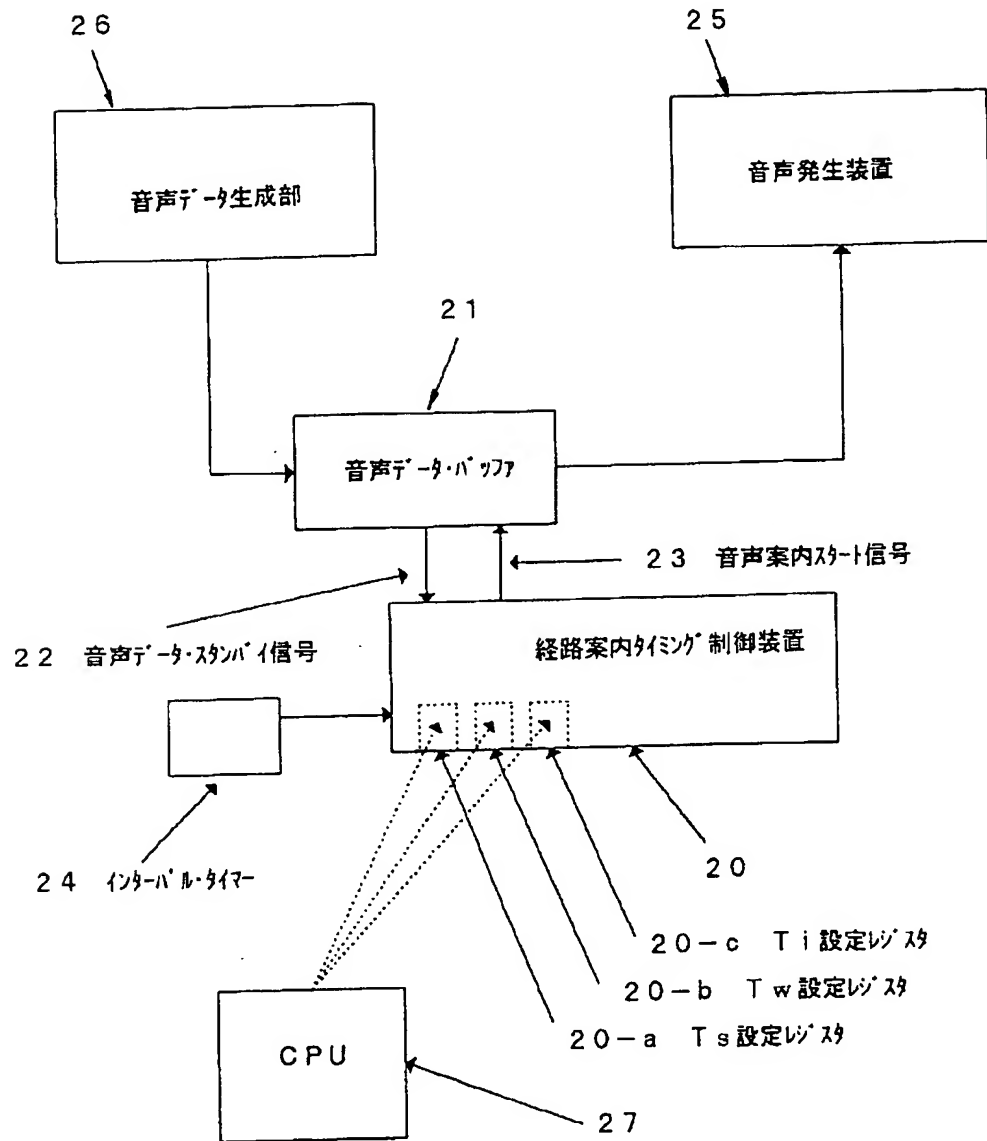 ２６
２５
音声ﾃﾞｰﾀ生成部
音声発生装置
２１
音声ﾃﾞｰﾀ･ﾊﾞｯﾌｧ
２３ 音声案内ｽﾀｰﾄ信号
２２ 音声ﾃﾞｰﾀ･ｽﾀﾝﾊﾞｲ信号
経路案内ﾀｲﾐﾝｸﾞ制御装置
２４ ｲﾝﾀｰﾊﾞﾙ･ﾀｲﾏｰ
２０
２０－ｃ Ｔｉ設定ﾚｼﾞｽﾀ
２０－ｂ Ｔｗ設定ﾚｼﾞｽﾀ
２０－ａ Ｔｓ設定ﾚｼﾞｽﾀ
ＣＰＵ
２７